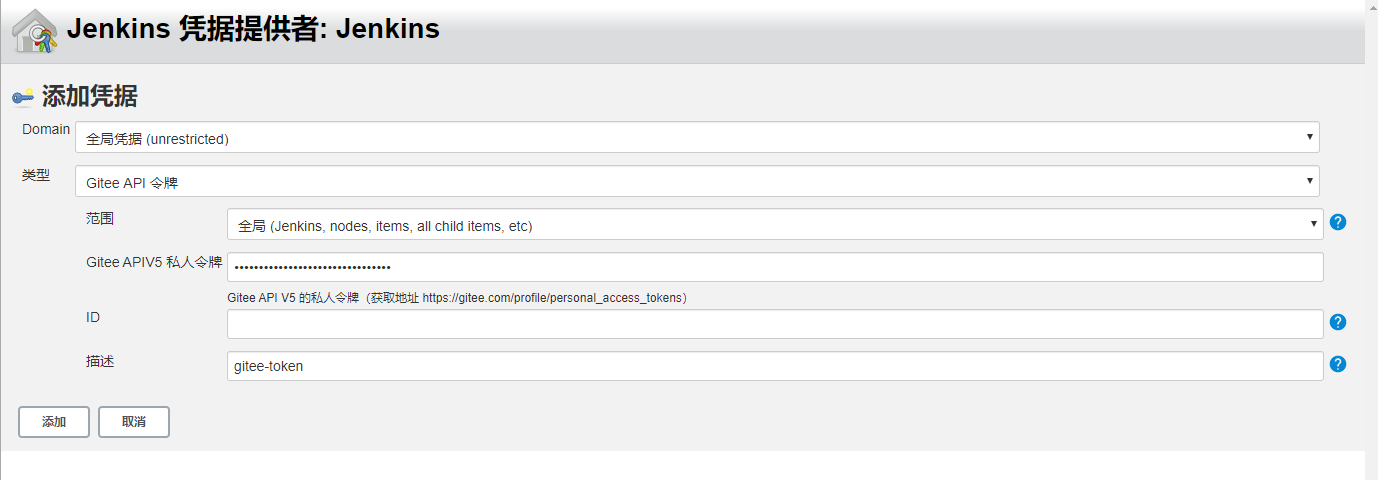 Jenkins 凭据提供者: Jenkins
添加凭据
Domain
全局凭据 (unrestricted)
类型
Gitee API 令牌
范围
全局 (Jenkins, nodes, items, all child items, etc)
Gitee APIV5 私人令牌
••••••••••••••••••••••••••••••••
Gitee API V5 的私人令牌（获取地址 https://gitee.com/profile/personal_access_tokens）
ID
描述
gitee-token
添加
取消